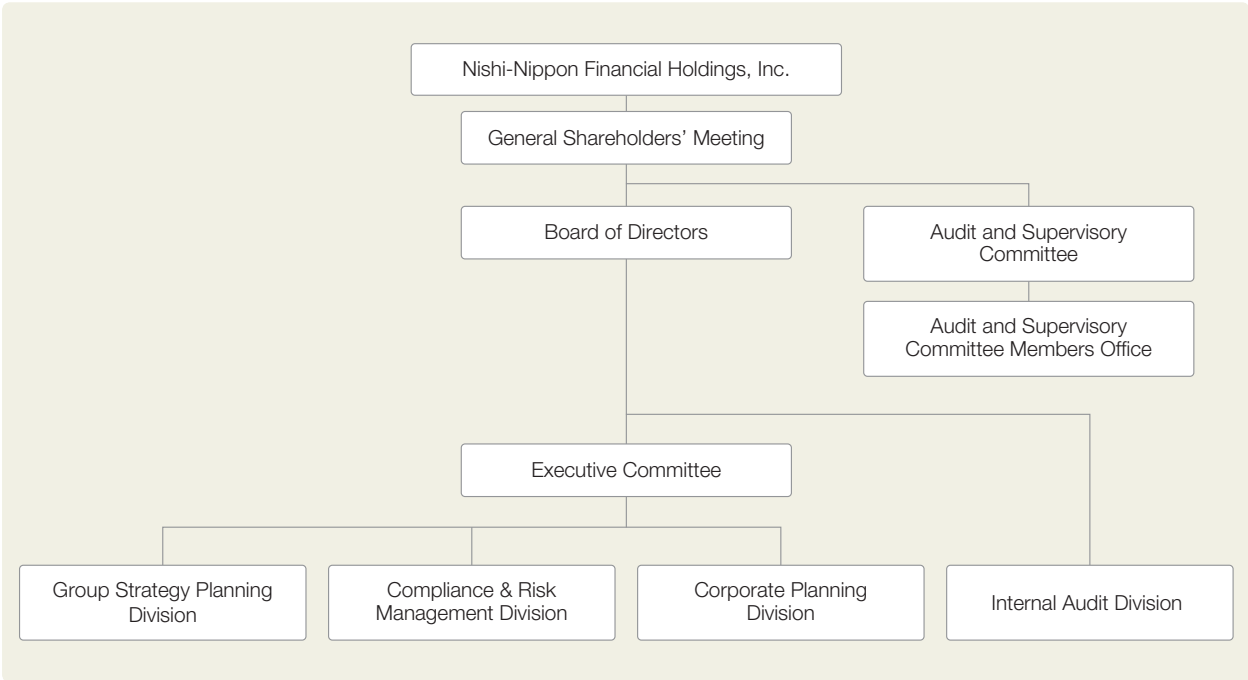 Nishi-Nippon Financial Holdings, Inc.
General Shareholders’ Meeting
Board of Directors
Audit and Supervisory
Committee
Audit and Supervisory
Committee Members Office
Executive Committee
Group Strategy Planning
Division
Compliance & Risk
Management Division
Corporate Planning
Division
Internal Audit Division